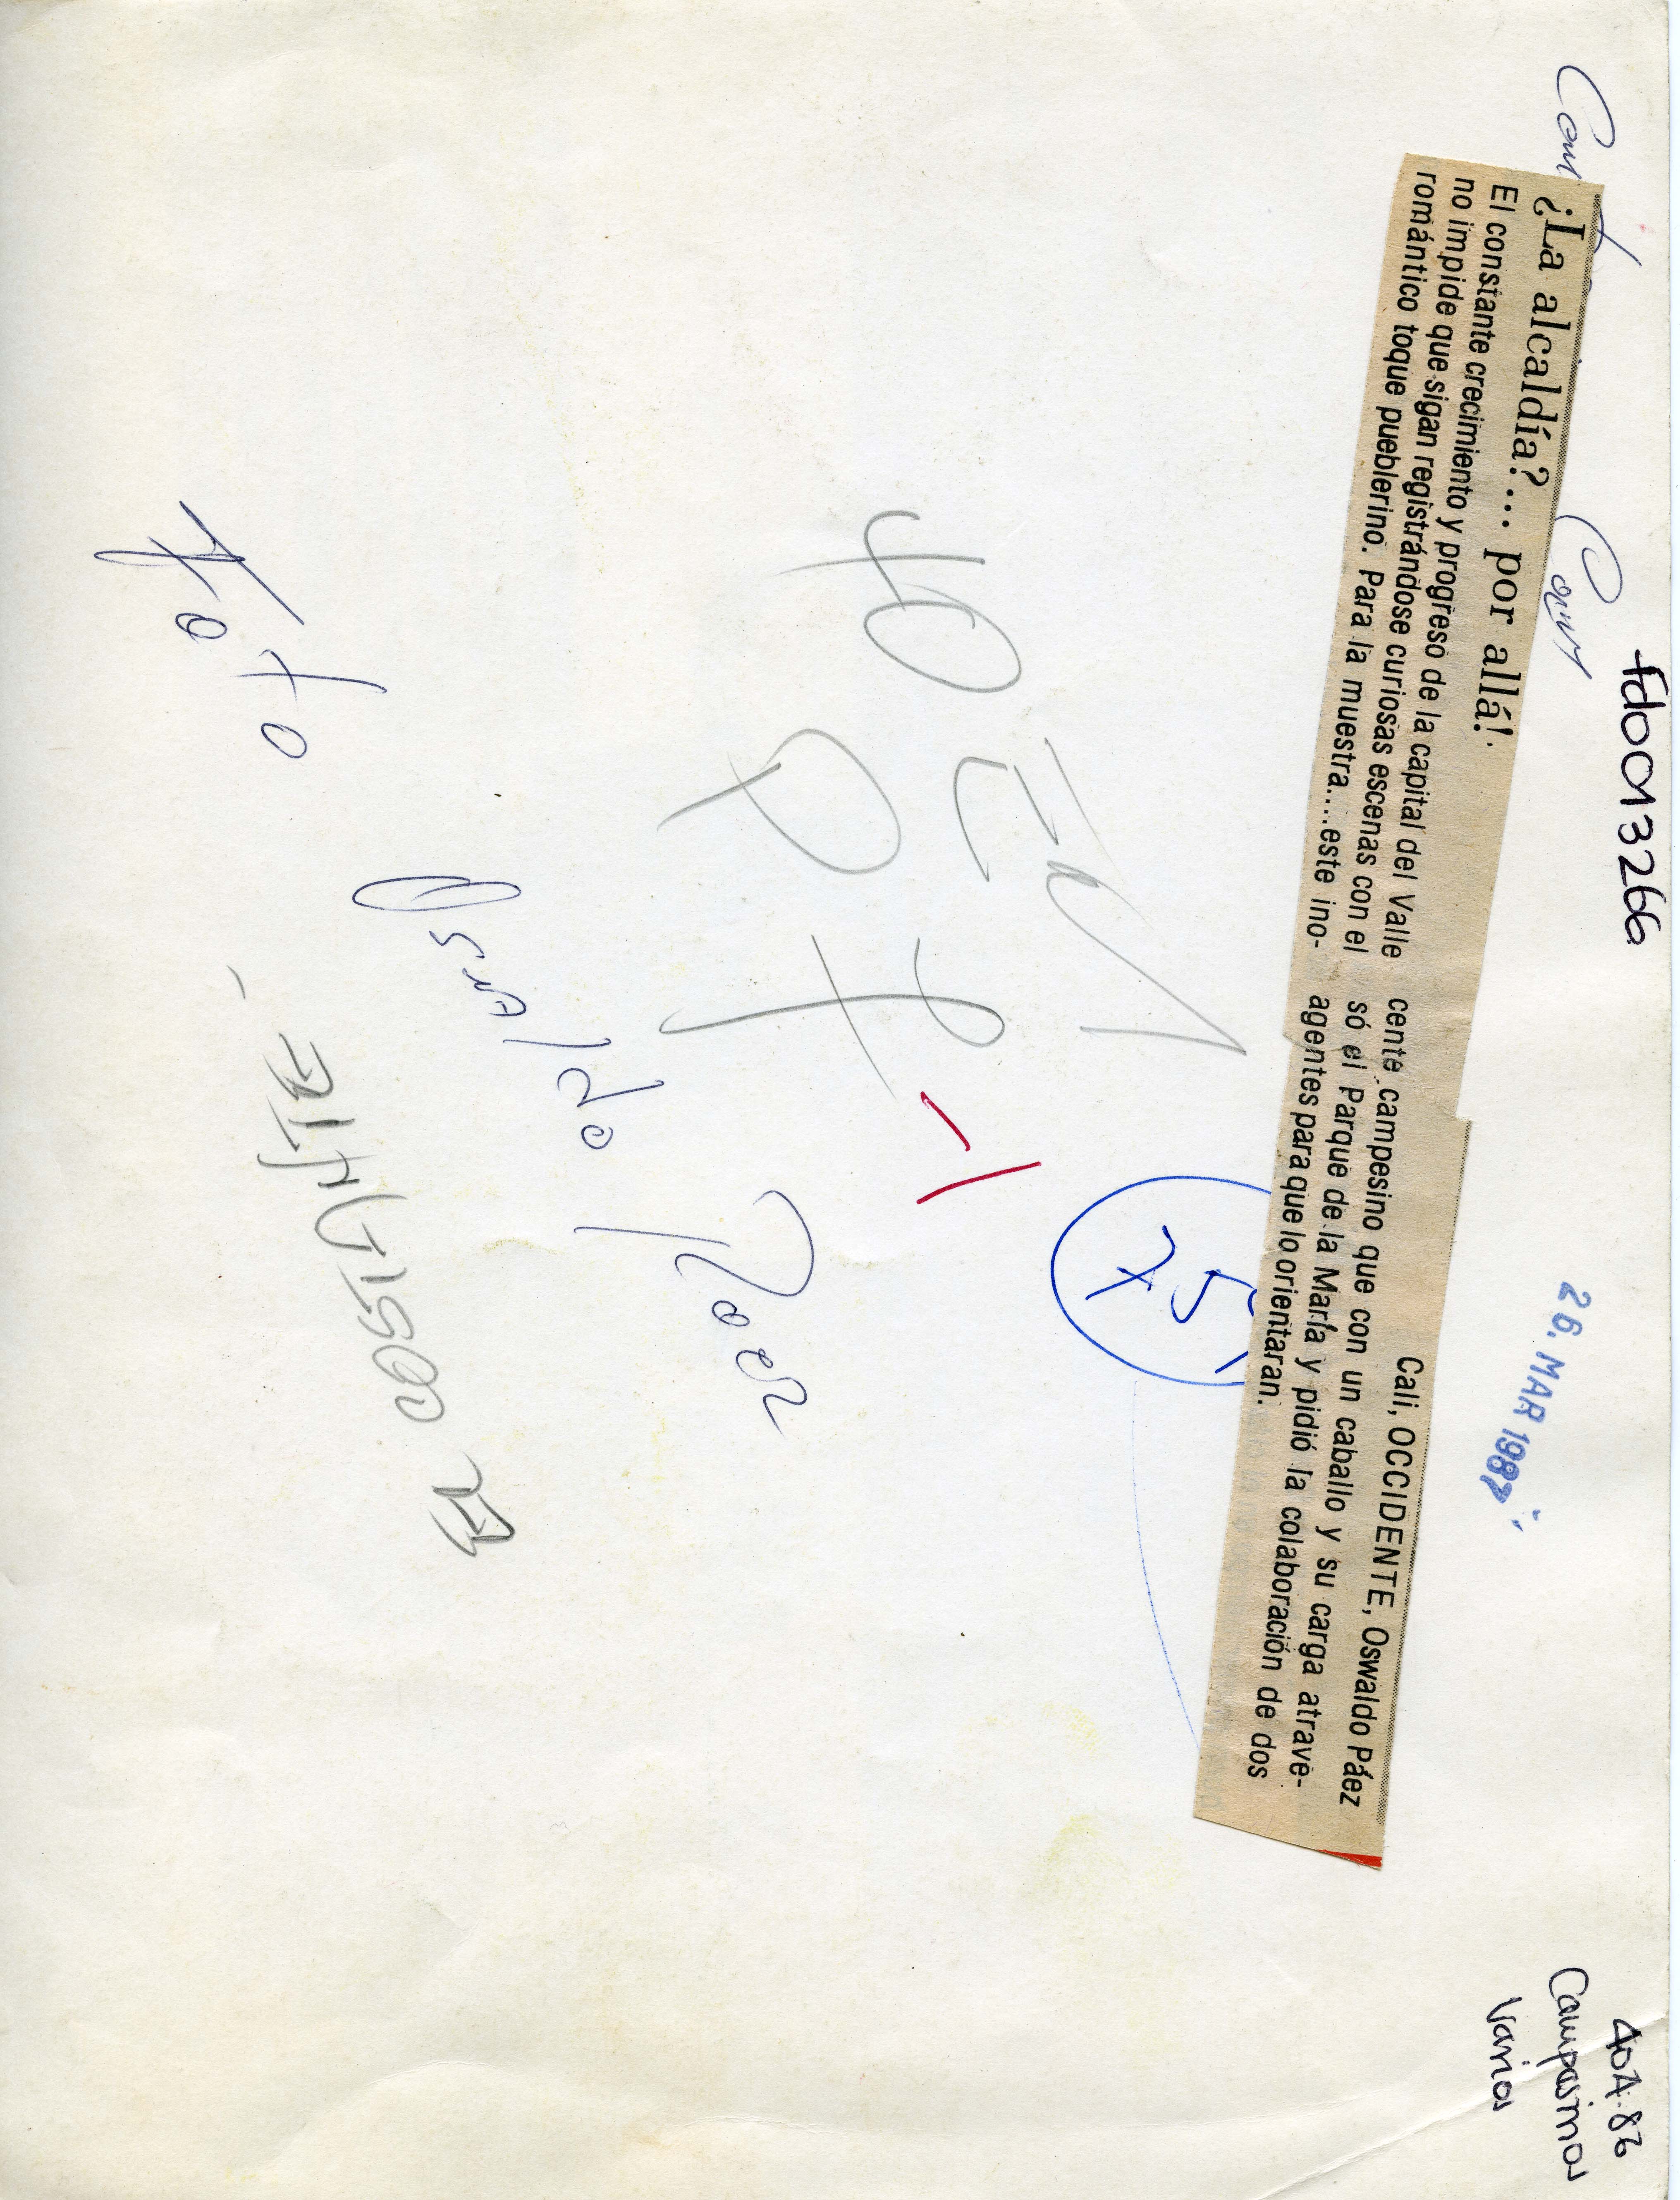 fd0013266
40A-86
Campesinos
Varios
26. MAR 1987
¿La alcaldía?... por allá!
El constante crecimiento y progreso de la capital del Valle
no impide que sigan registrándose curiosas escenas con el
romántico toque pueblerino. Para la muestra... este ino-
Cali, OCCIDENTE, Oswaldo Páez
cente campesino que con un caballo y su carga atrave-
só el Parque de la María y pidió la colaboración de dos
agentes para que lo orientaran.
75
Foto
Oswaldo Páez